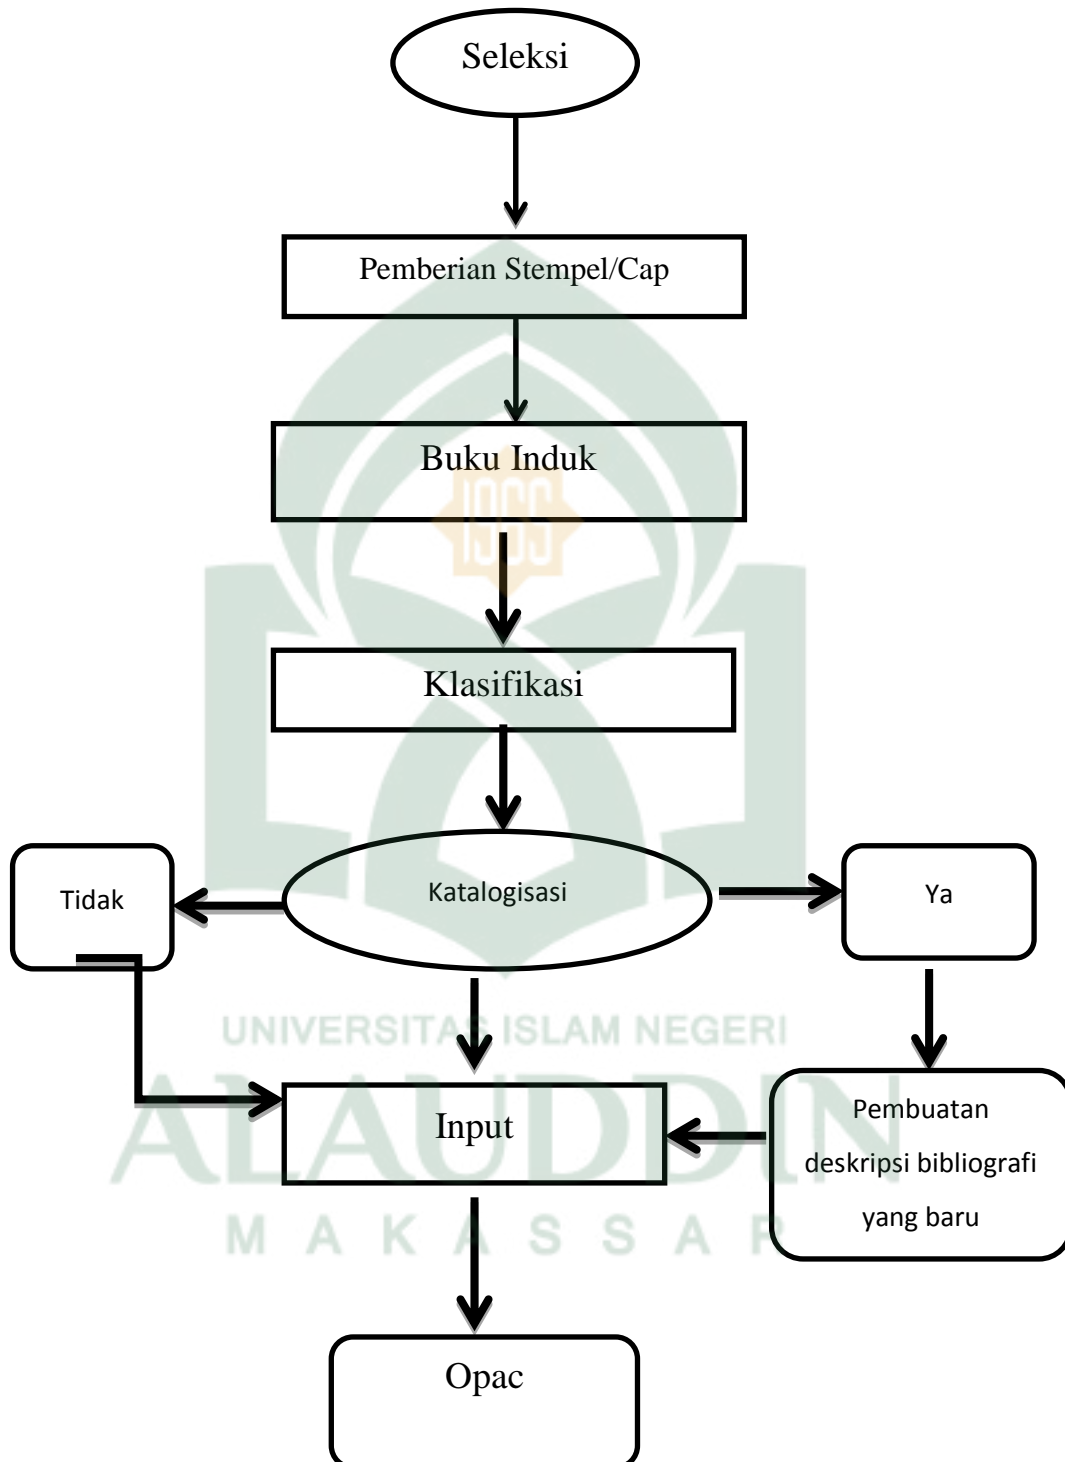 Seleksi
Pemberian Stempel/Cap
Buku Induk
Klasifikasi
Tidak
Katalogisasi
Ya
UNIVERSITAS ISLAM NEGERI
ALAUDDIN
MAKASSAR
Input
Pembuatan
deskripsi bibliografi
yang baru
Opac